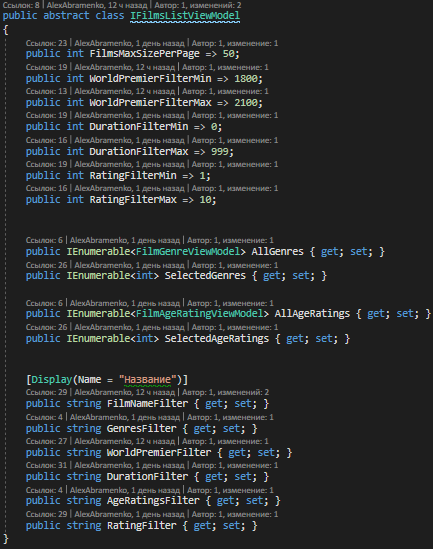 Ссылок: 8 | AlexAbramenko, 12 ч назад | Автор: 1, изменений: 2
public abstract class IFilmsListViewModel
{
Ссылок: 23 | AlexAbramenko, 1 день назад | Автор: 1, изменение: 1
public int FilmsMaxSizePerPage => 50;
Ссылок: 19 | AlexAbramenko, 12 ч назад | Автор: 1, изменение: 1
public int WorldPremierFilterMin => 1800;
Ссылок: 13 | AlexAbramenko, 12 ч назад | Автор: 1, изменение: 1
public int WorldPremierFilterMax => 2100;
Ссылок: 19 | AlexAbramenko, 1 день назад | Автор: 1, изменение: 1
public int DurationFilterMin => 0;
Ссылок: 16 | AlexAbramenko, 1 день назад | Автор: 1, изменение: 1
public int DurationFilterMax => 999;
Ссылок: 19 | AlexAbramenko, 1 день назад | Автор: 1, изменение: 1
public int RatingFilterMin => 1;
Ссылок: 16 | AlexAbramenko, 1 день назад | Автор: 1, изменение: 1
public int RatingFilterMax => 10;
Ссылок: 6 | AlexAbramenko, 1 день назад | Автор: 1, изменение: 1
public IEnumerable<FilmGenreViewModel> AllGenres { get; set; }
Ссылок: 26 | AlexAbramenko, 1 день назад | Автор: 1, изменение: 1
public IEnumerable<int> SelectedGenres { get; set; }
Ссылок: 6 | AlexAbramenko, 1 день назад | Автор: 1, изменение: 1
public IEnumerable<FilmAgeRatingViewModel> AllAgeRatings { get; set; }
Ссылок: 26 | AlexAbramenko, 1 день назад | Автор: 1, изменение: 1
public IEnumerable<int> SelectedAgeRatings { get; set; }
[Display(Name = "Название")]
Ссылок: 29 | AlexAbramenko, 12 ч назад | Автор: 1, изменений: 2
public string FilmNameFilter { get; set; }
Ссылок: 4 | AlexAbramenko, 1 день назад | Автор: 1, изменение: 1
public string GenresFilter { get; set; }
Ссылок: 27 | AlexAbramenko, 12 ч назад | Автор: 1, изменение: 1
public string WorldPremierFilter { get; set; }
Ссылок: 31 | AlexAbramenko, 1 день назад | Автор: 1, изменение: 1
public string DurationFilter { get; set; }
Ссылок: 4 | AlexAbramenko, 1 день назад | Автор: 1, изменение: 1
public string AgeRatingsFilter { get; set; }
Ссылок: 29 | AlexAbramenko, 1 день назад | Автор: 1, изменение: 1
public string RatingFilter { get; set; }
}